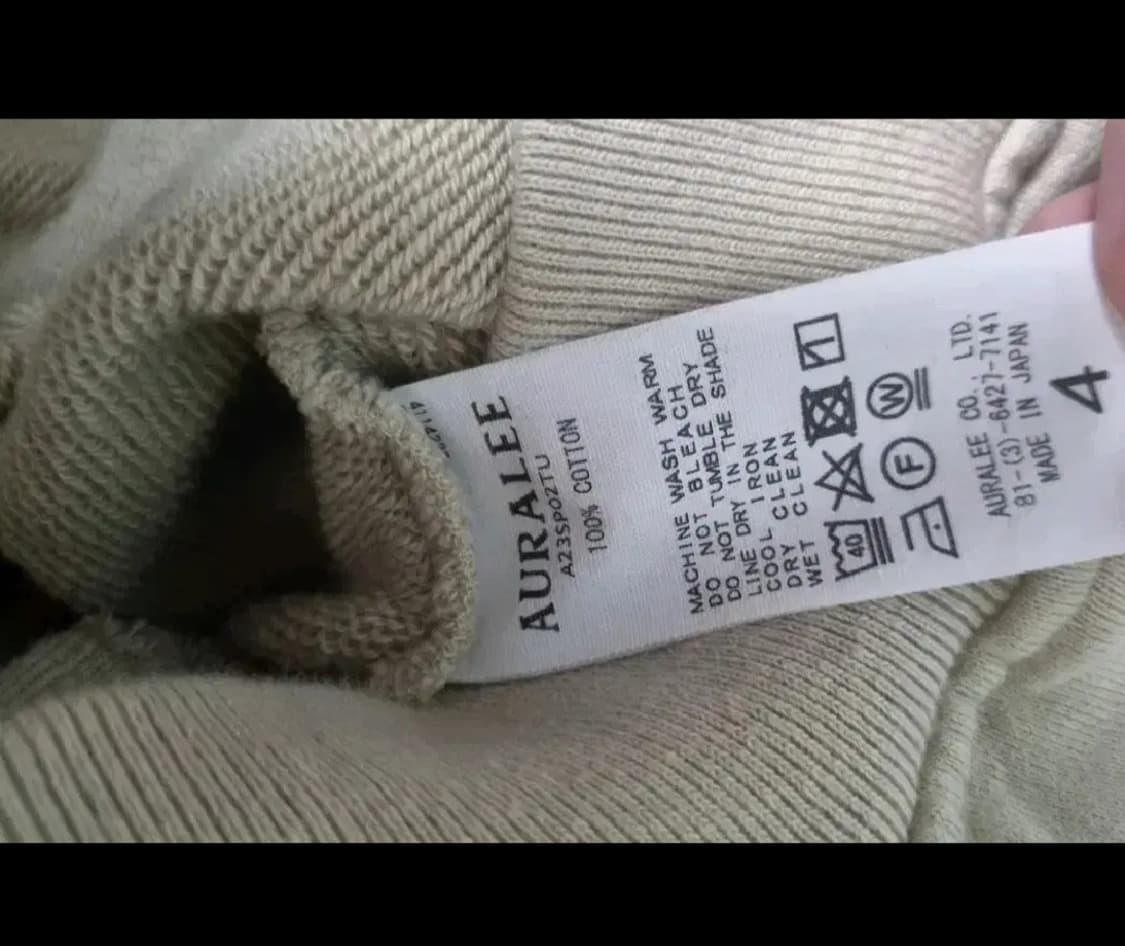 AURALEE
A23SP02TU
100% COTTON
MACHINE WASH WARM
DO NOT BLEACH
DO NOT TUMBLE DRY
LINE DRY IN THE SHADE
COOL IRON
DRY CLEAN
WET CLEAN
40
F
W
AURALEE CO., LTD.
81-(3)-6427-7141
MADE IN JAPAN
4